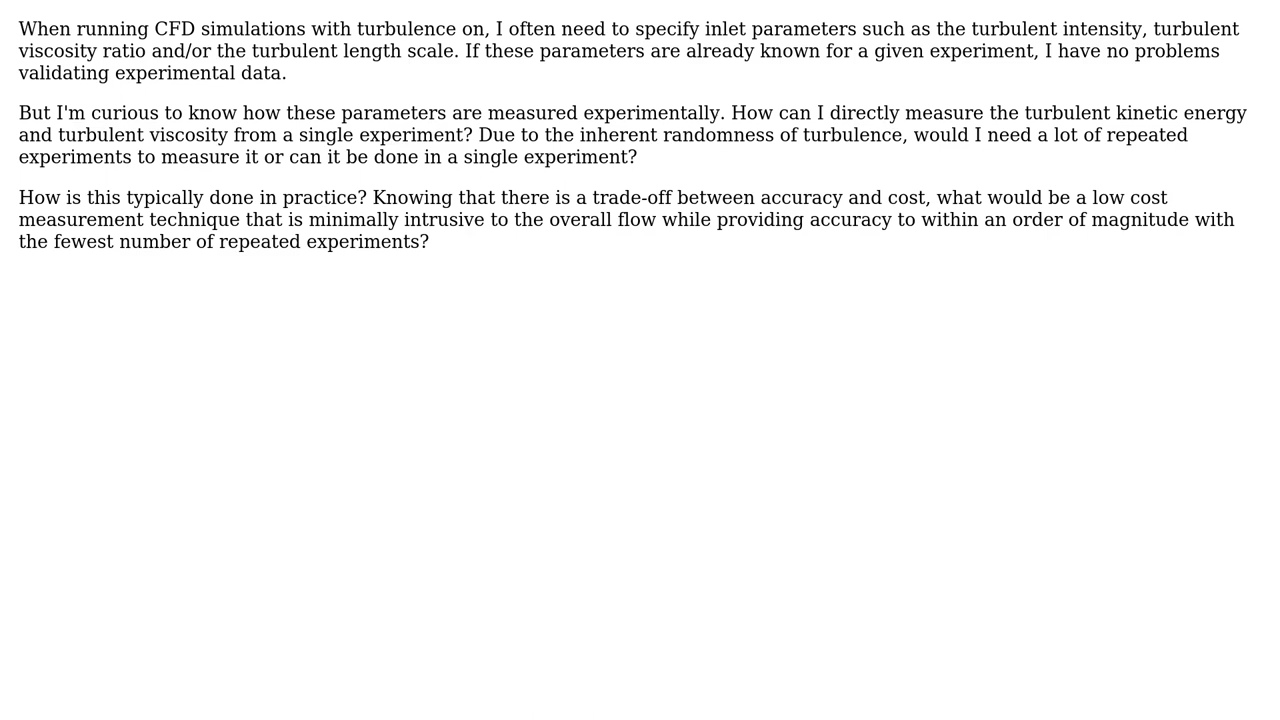 When running CFD simulations with turbulence on, I often need to specify inlet parameters such as the turbulent intensity, turbulent
viscosity ratio and/or the turbulent length scale. If these parameters are already known for a given experiment, I have no problems
validating experimental data.
But I'm curious to know how these parameters are measured experimentally. How can I directly measure the turbulent kinetic energy
and turbulent viscosity from a single experiment? Due to the inherent randomness of turbulence, would I need a lot of repeated
experiments to measure it or can it be done in a single experiment?
How is this typically done in practice? Knowing that there is a trade-off between accuracy and cost, what would be a low cost
measurement technique that is minimally intrusive to the overall flow while providing accuracy to within an order of magnitude with
the fewest number of repeated experiments?